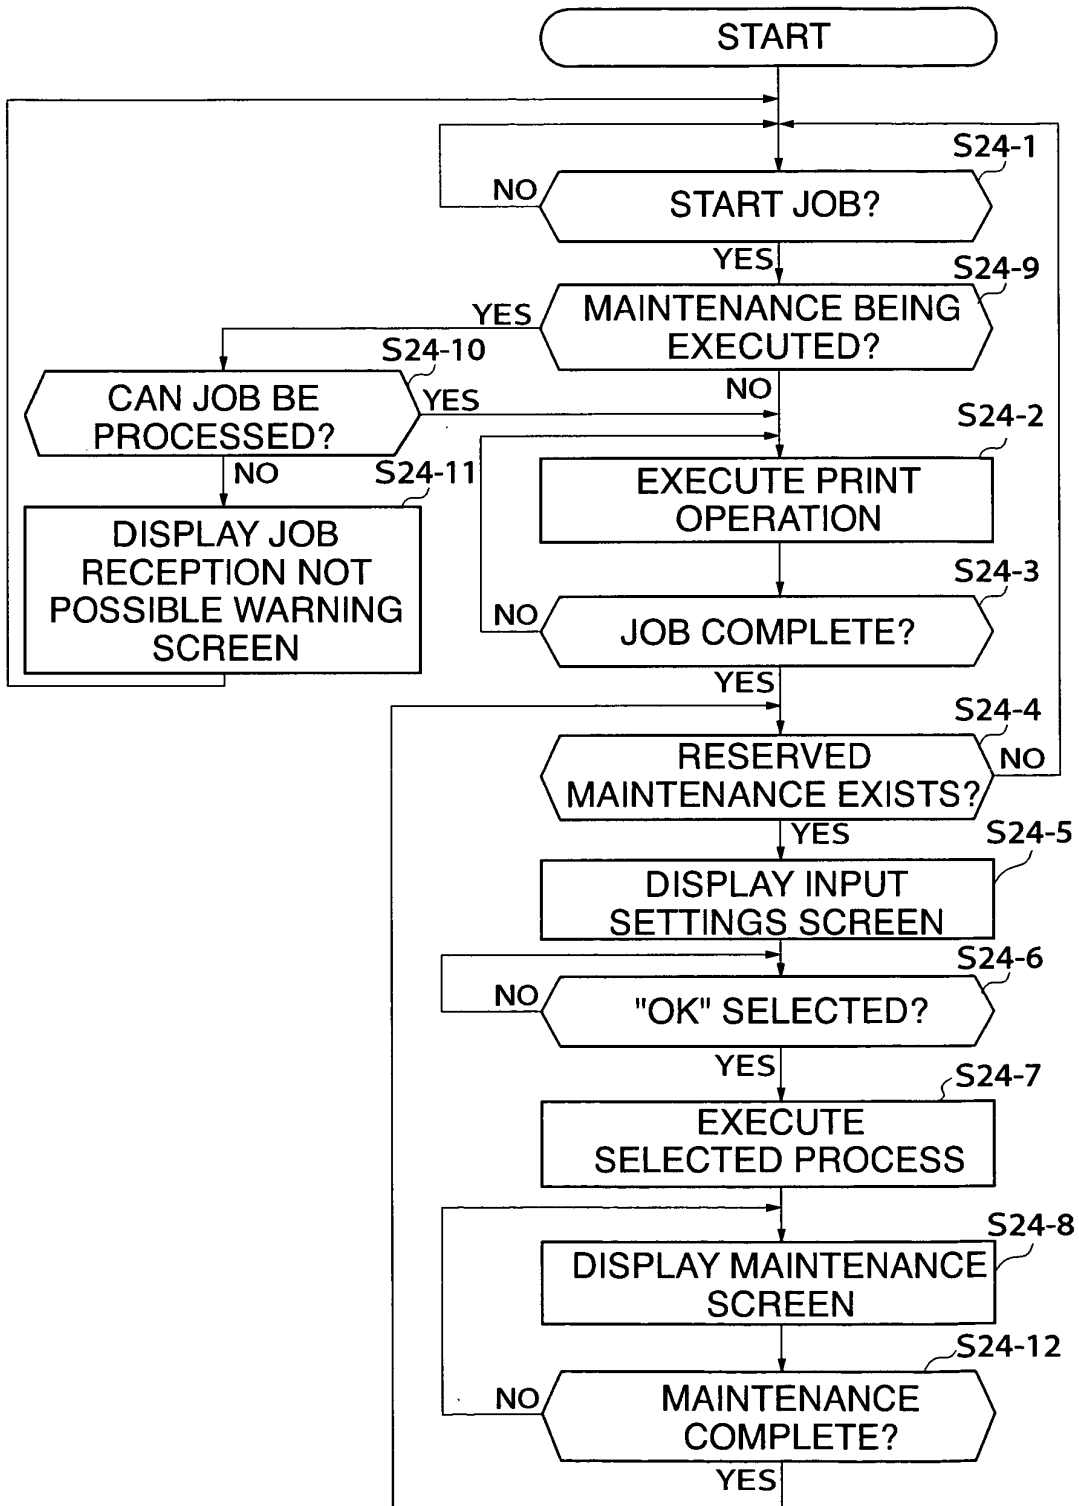 START
S24-1
NO
START JOB?
YES
S24-9
YES
MAINTENANCE BEING
EXECUTED?
S24-10
NO
CAN JOB BE
PROCESSED?
YES
S24-2
NO
S24-11
EXECUTE PRINT
OPERATION
DISPLAY JOB
RECEPTION NOT
POSSIBLE WARNING
SCREEN
S24-3
NO
JOB COMPLETE?
YES
S24-4
RESERVED
MAINTENANCE EXISTS?
NO
YES
S24-5
DISPLAY INPUT
SETTINGS SCREEN
S24-6
NO
"OK" SELECTED?
YES
S24-7
EXECUTE
SELECTED PROCESS
S24-8
DISPLAY MAINTENANCE
SCREEN
S24-12
NO
MAINTENANCE
COMPLETE?
YES